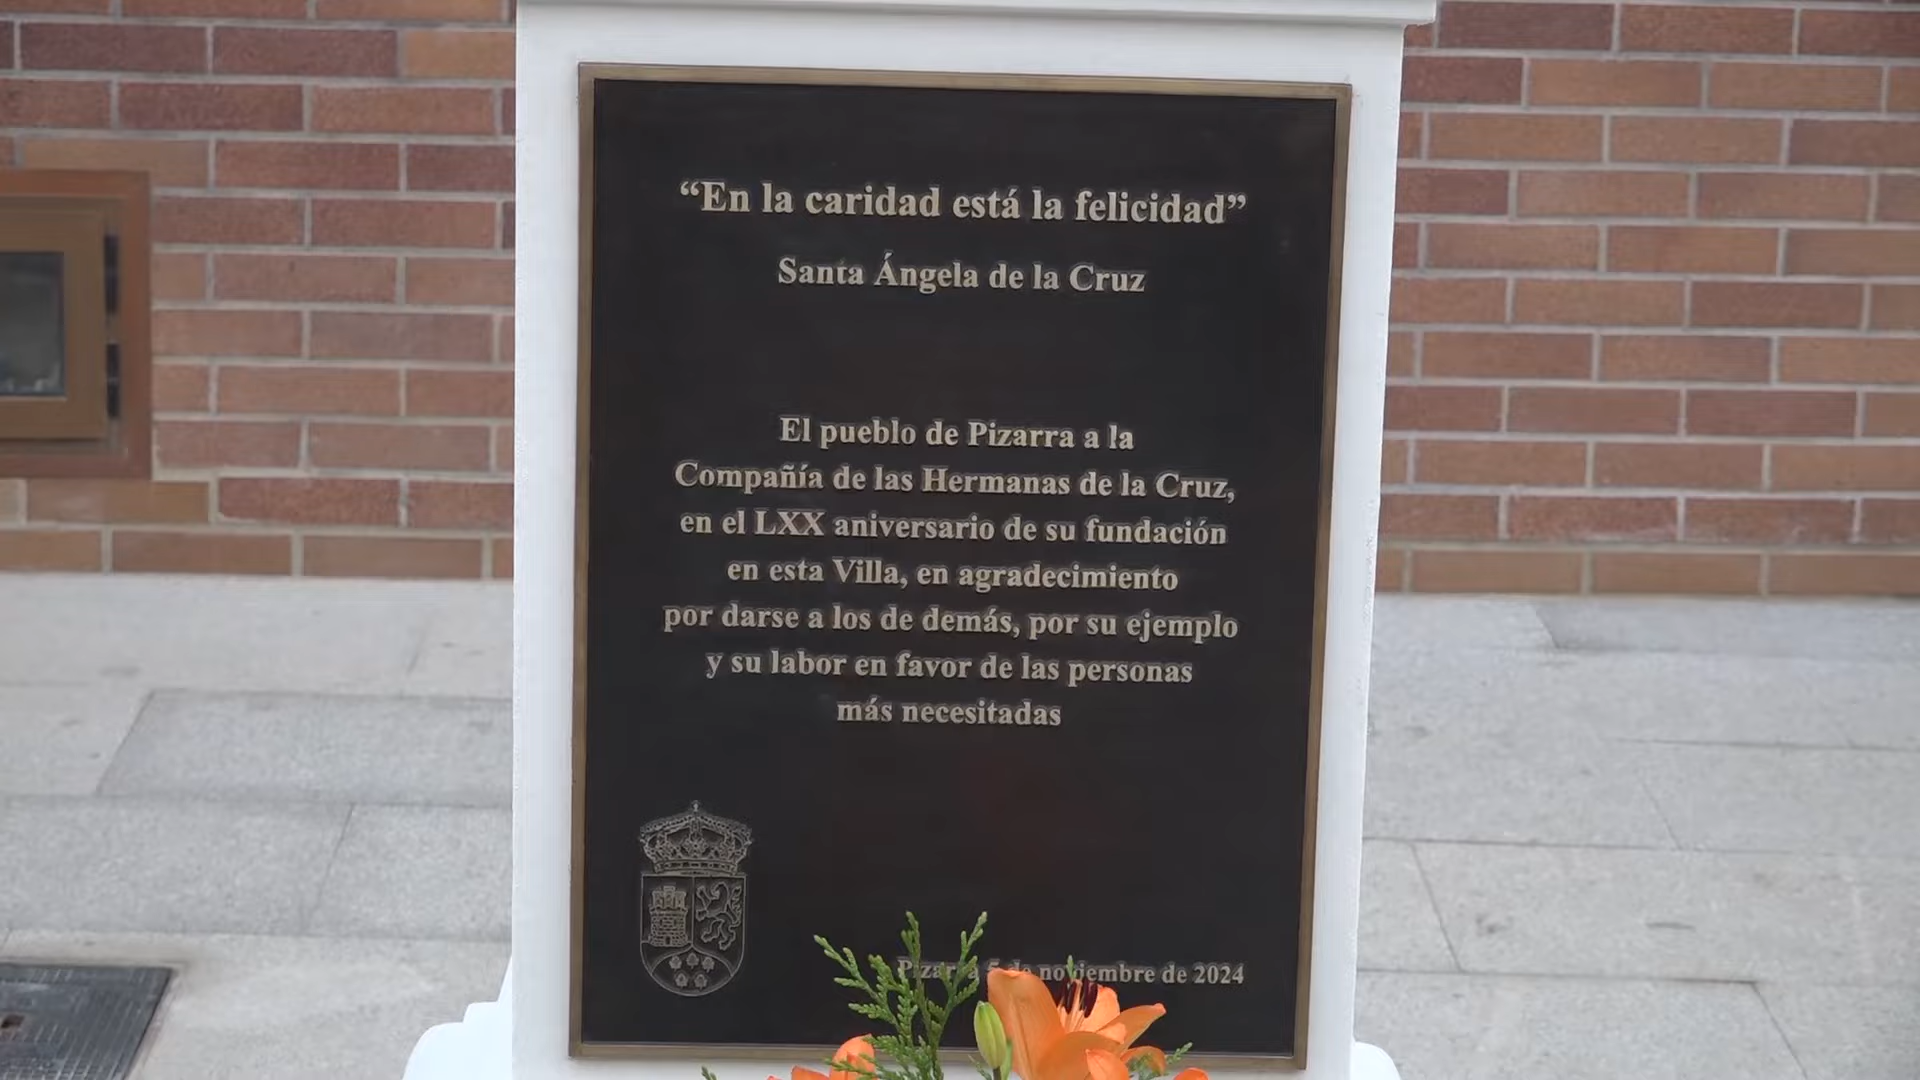 “En la caridad está la felicidad”
Santa Ángela de la Cruz
El pueblo de Pizarra a la
Compañía de las Hermanas de la Cruz,
en el LXX aniversario de su fundación
en esta Villa, en agradecimiento
por darse a los de demás, por su ejemplo
y su labor en favor de las personas
más necesitadas
Pizarra 5 de noviembre de 2024